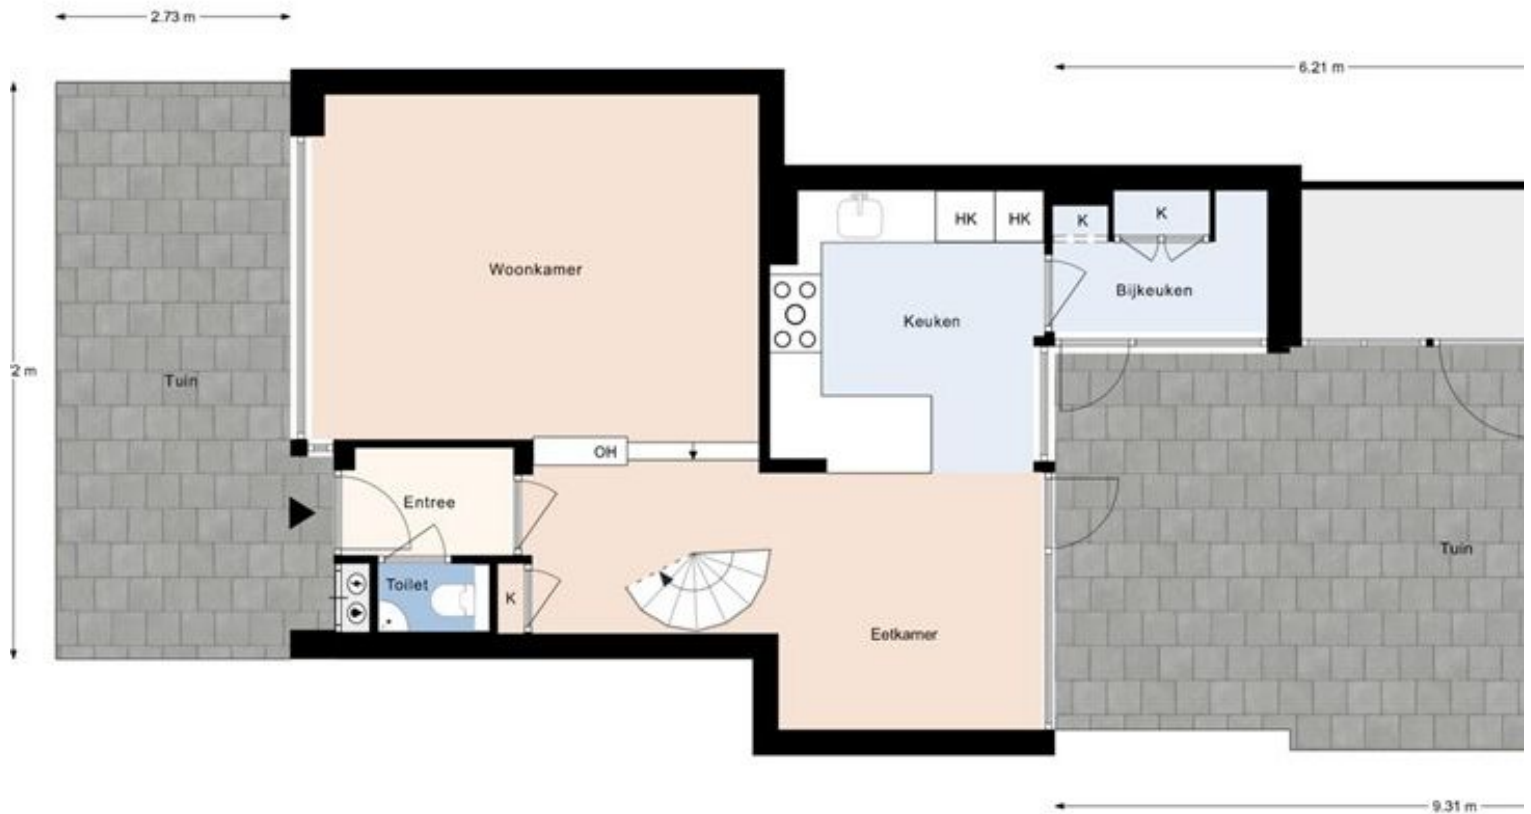 2.73 m
6.21 m
HK
HK
K
K
Woonkamer
Bijkeuken
Keuken
2 m
Tuin
OH
Entree
Tuin
Toilet
K
Eetkamer
9.31 m